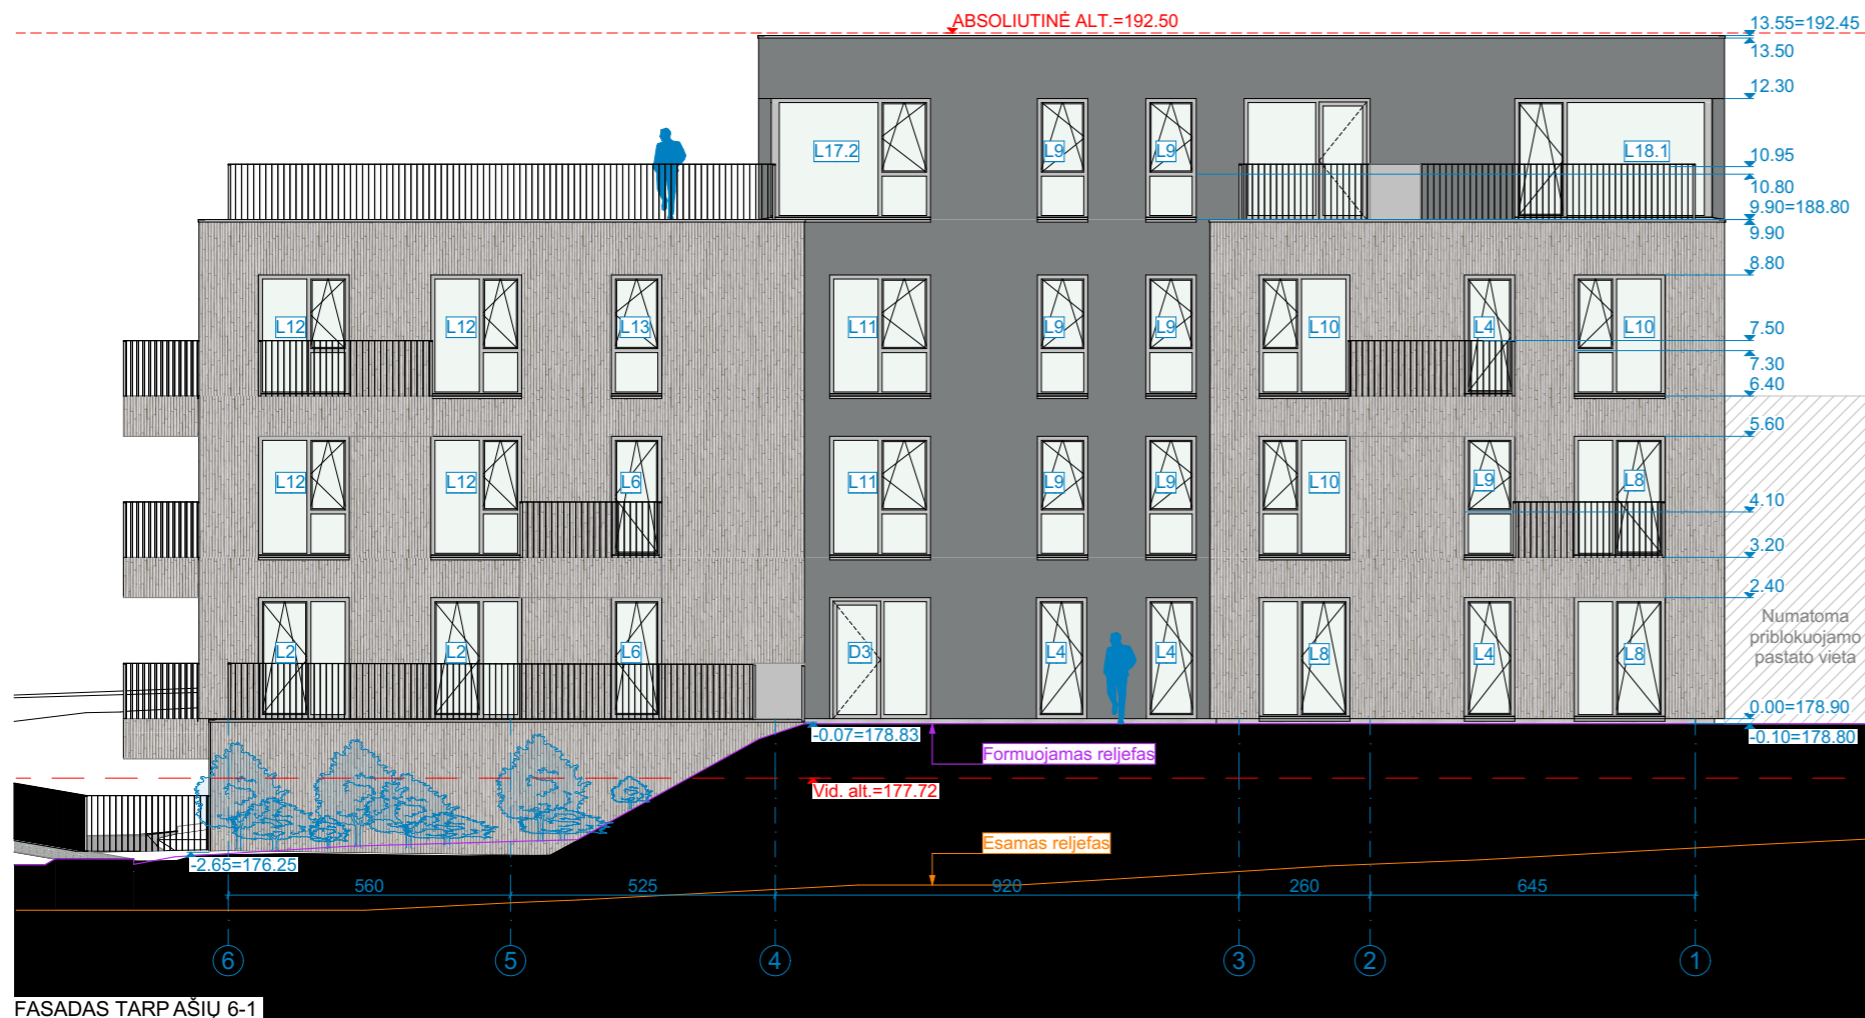 ABSOLIUTINĖ ALT.=192.50
13.55=192.45
13.50
12.30
L17.2
L9
L9
L18.1
10.95
10.80
9.90=188.80
9.90
8.80
L12
L12
L13
L11
L9
L9
L10
L4
L10
7.50
7.30
6.40
5.60
L12
L12
L6
L11
L9
L9
L10
L9
L8
4.10
3.20
2.40
Numatoma
priblokuojamo
pastato vieta
L2
L2
L6
D3
L4
L4
L8
L4
L8
0.00=178.90
-0.07=178.83
-0.10=178.80
Formuojamas reljefas
Vid. alt.=177.72
Esamas reljefas
-2.65=176.25
560
525
920
260
645
6
5
4
3
2
1
FASADAS TARP AŠIŲ 6-1